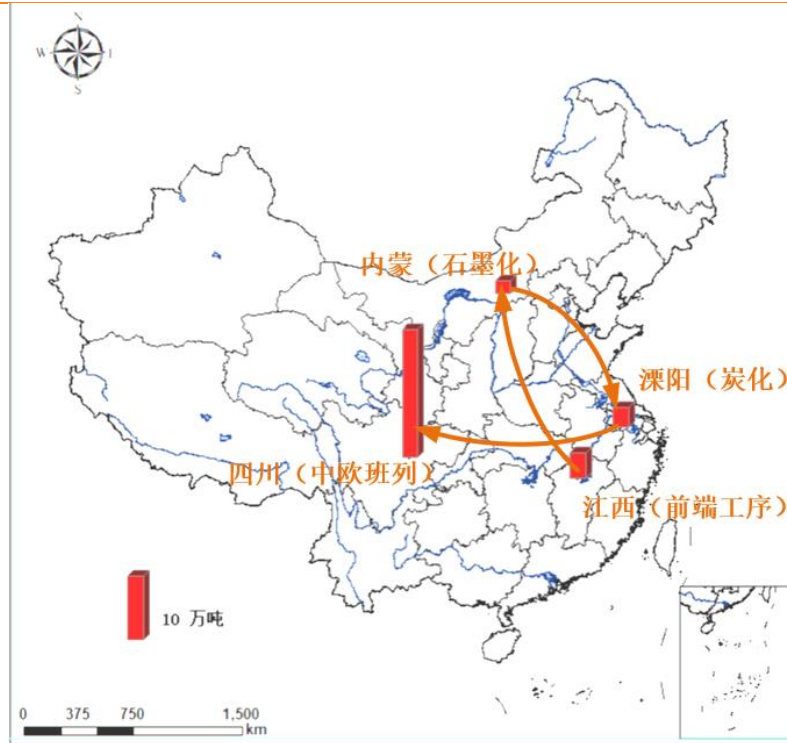 N
W
I
S
内蒙（石墨化）
溧阳（炭化）
四川（中欧班列）
江西（前端工序）
10 万吨
0 375 750 1,500
km